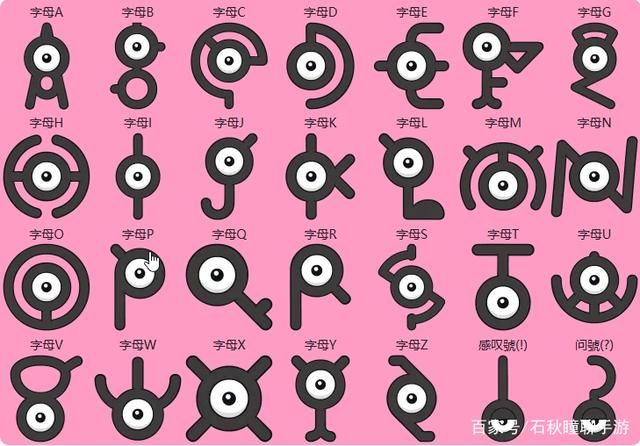 字母A 字母B 字母C 字母D 字母E 字母F 字母G
字母H 字母I 字母J 字母K 字母L 字母M 字母N
字母O 字母P 字母Q 字母R 字母S 字母T 字母U
字母V 字母W 字母X 字母Y 字母Z 感叹號(!) 问號(?)
百家号/石秋瞳聊手游